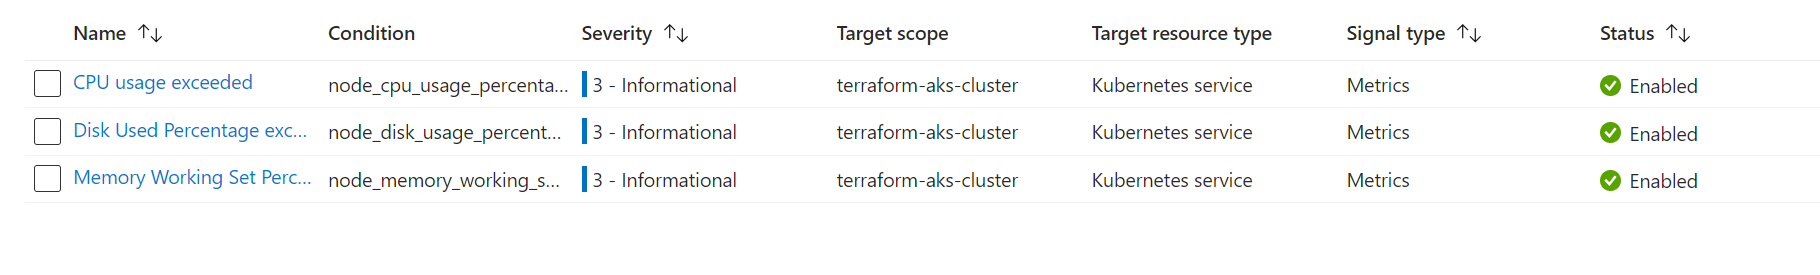 Name Condition Severity Target scope Target resource type Signal type Status
CPU usage exceeded node_cpu_usage_percenta... 3 - Informational terraform-aks-cluster Kubernetes service Metrics Enabled
Disk Used Percentage exc... node_disk_usage_percent... 3 - Informational terraform-aks-cluster Kubernetes service Metrics Enabled
Memory Working Set Perc... node_memory_working_s... 3 - Informational terraform-aks-cluster Kubernetes service Metrics Enabled